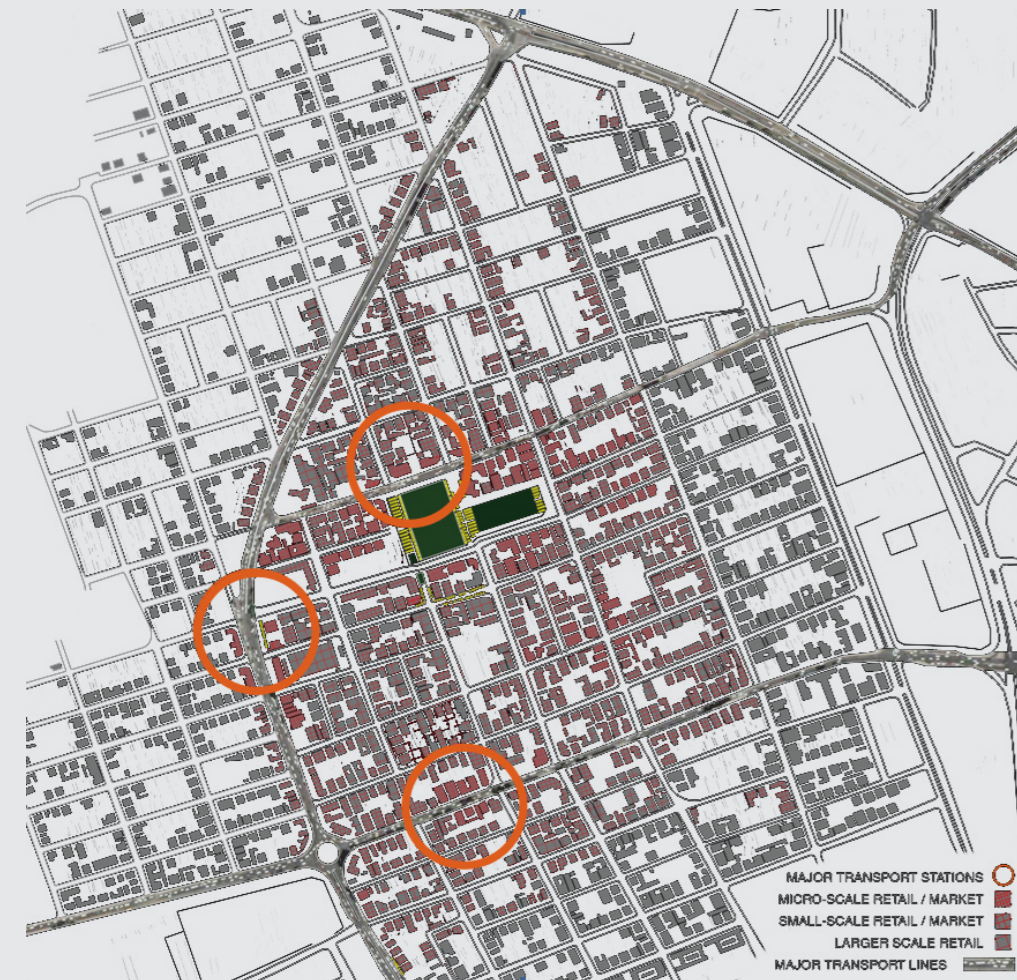 MAJOR TRANSPORT STATIONS
MICRO-SCALE RETAIL / MARKET
SMALL-SCALE RETAIL / MARKET
LARGER SCALE RETAIL
MAJOR TRANSPORT LINES